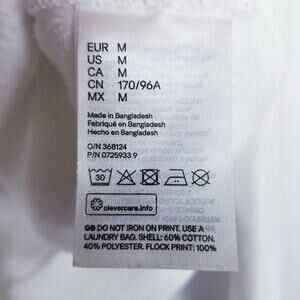 EUR M
US M
CA M
CN 170/96A
MX M
Made in Bangladesh
Fabriqué en Bangladesh
Hecho en Bangladesh
O/N 368124
P/N 0725933 9
30
clevercare.info
GB DO NOT IRON ON PRINT. USE A
LAUNDRY BAG. SHELL: 60% COTTON.
40% POLYESTER. FLOCK PRINT: 100%